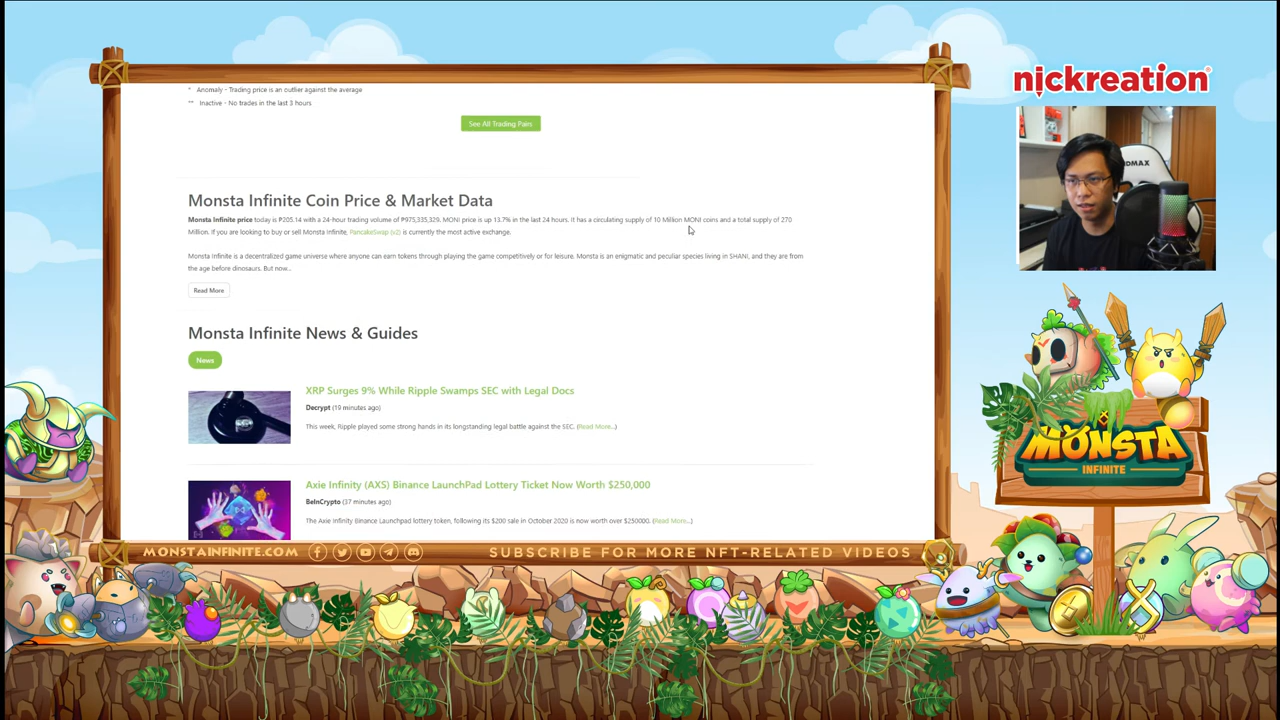 * Anomaly - Trading price is an outlier against the average
** Inactive - No trades in the last 3 hours
See All Trading Pairs
Monsta Infinite Coin Price & Market Data
Monsta Infinite price today is ₱205.14 with a 24-hour trading volume of ₱975,335,329. MONI price is up 13.7% in the last 24 hours. It has a circulating supply of 10 Million MONI coins and a total supply of 270
Million. If you are looking to buy or sell Monsta Infinite, PancakeSwap (v2) is currently the most active exchange.
Monsta Infinite is a decentralized game universe where anyone can earn tokens through playing the game competitively or for leisure. Monsta is an enigmatic and peculiar species living in SHANI, and they are from
the age before dinosaurs. But now...
Read More
Monsta Infinite News & Guides
News
XRP Surges 9% While Ripple Swamps SEC with Legal Docs
Decrypt (19 minutes ago)
This week, Ripple played some strong hands in its longstanding legal battle against the SEC. (Read More...)
Axie Infinity (AXS) Binance LaunchPad Lottery Ticket Now Worth $250,000
BeInCrypto (37 minutes ago)
The Axie Infinity Binance Launchpad lottery token, following its $200 sale in October 2020 is now worth over $250000. (Read More...)
MONSTAINFINITE.COM
SUBSCRIBE FOR MORE NFT-RELATED VIDEOS
nickreation
MONSTA
INFINITE